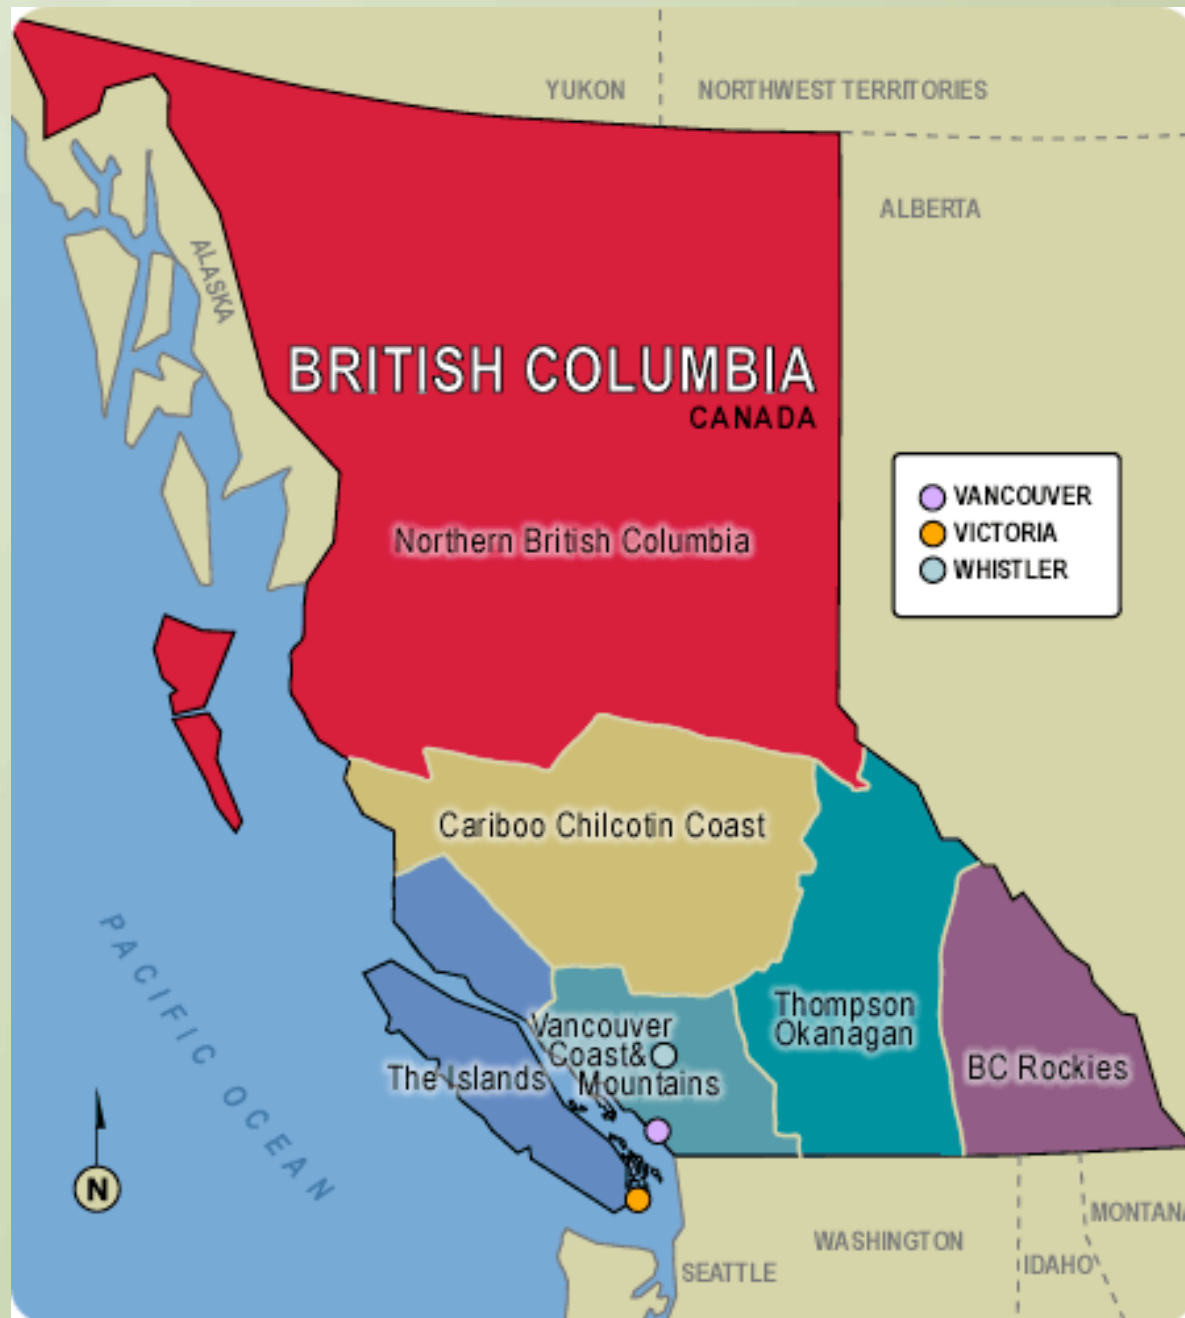 YUKON
NORTHWEST TERRITORIES
ALBERTA
ALASKA
BRITISH COLUMBIA
CANADA
VANCOUVER
VICTORIA
WHISTLER
Northern British Columbia
Cariboo Chilcotin Coast
PACIFIC OCEAN
Thompson
Okanagan
Vancouver
Coast&
Mountains
The Islands
BC Rockies
N
WASHINGTON
MONTANA
IDAHO
SEATTLE